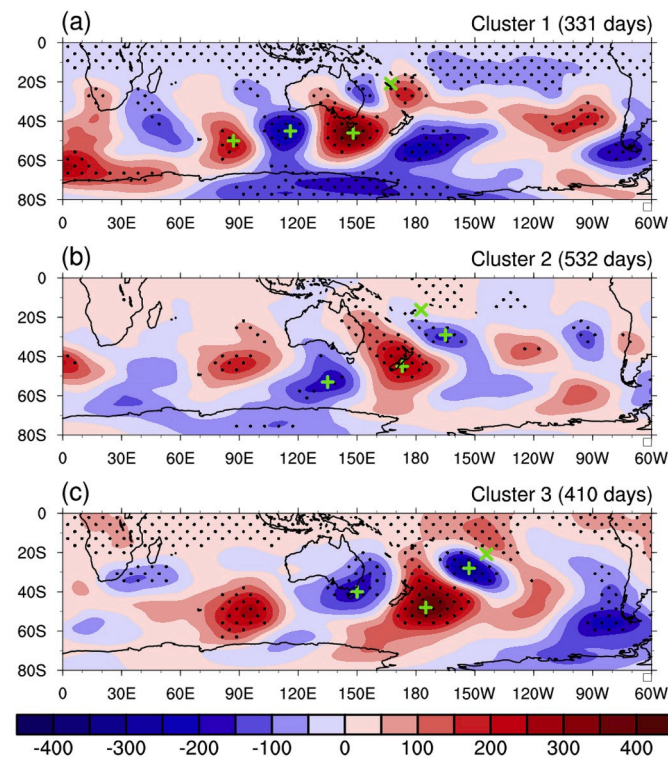 (a) Cluster 1 (331 days)
0
20S
40S
60S
80S
0 30E 60E 90E 120E 150E 180 150W 120W 90W 60W
(b) Cluster 2 (532 days)
0
20S
40S
60S
80S
0 30E 60E 90E 120E 150E 180 150W 120W 90W 60W
(c) Cluster 3 (410 days)
0
20S
40S
60S
80S
0 30E 60E 90E 120E 150E 180 150W 120W 90W 60W
-400 -300 -200 -100 0 100 200 300 400